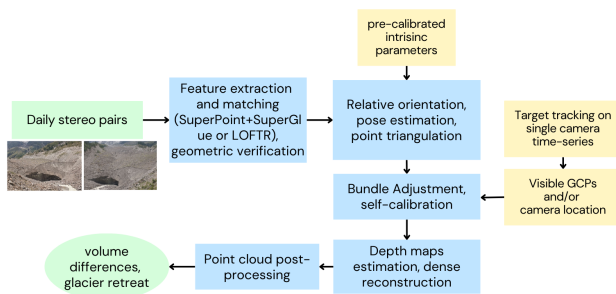 pre-calibrated
intrisinc
parameters
Feature extraction
and matching
(SuperPoint+SuperGl
ue or LOFTR),
geometric verification
Daily stereo pairs
Relative orientation,
pose estimation,
point triangulation
Target tracking on
single camera
time-series
Bundle Adjustment,
self-calibration
Visible GCPs
and/or
camera location
volume
differences,
glacier retreat
Point cloud post-
processing
Depth maps
estimation, dense
reconstruction